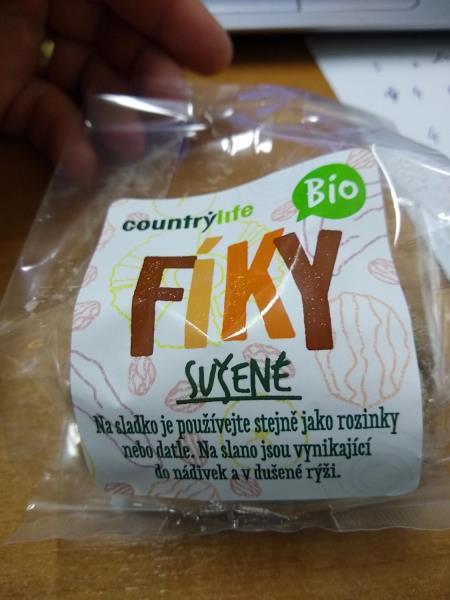 Bio
countrylife
FÍKY
SUŠENÉ
Na sladko je používejte stejně jako rozinky
nebo datle. Na slano jsou vynikající
do nádivek a v dušené rýži.